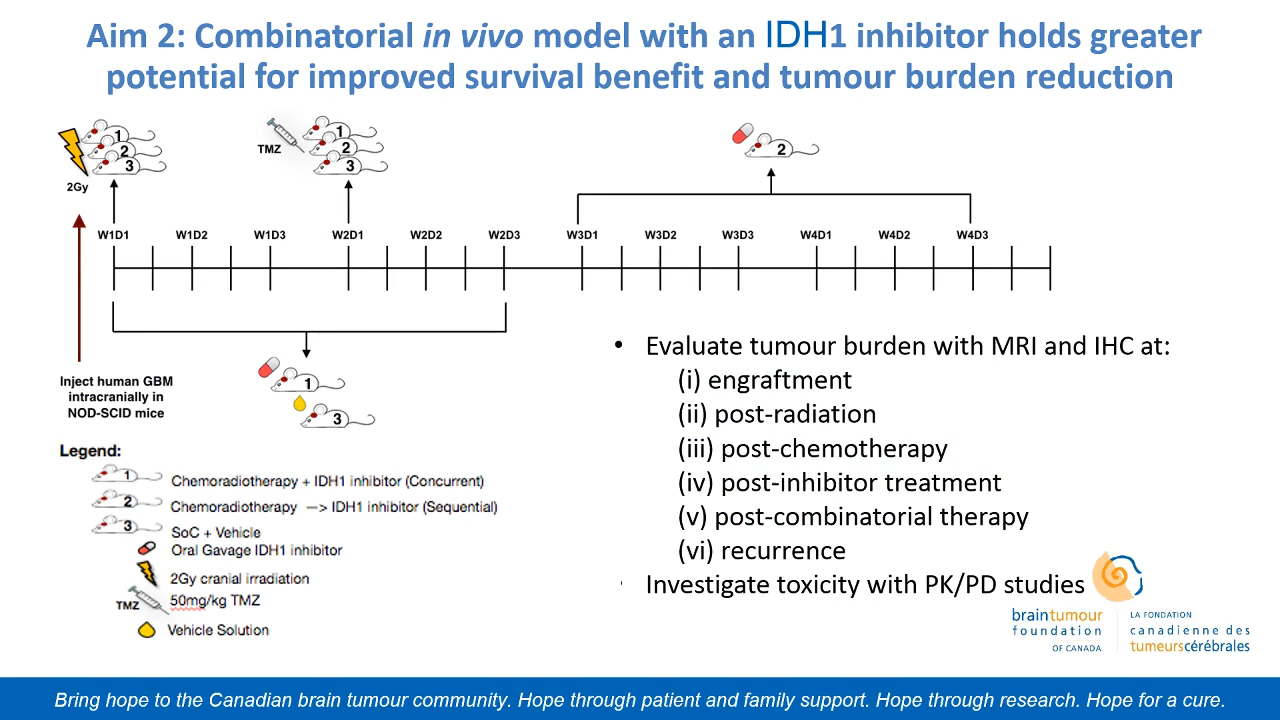 Aim 2: Combinatorial in vivo model with an IDH1 inhibitor holds greater
potential for improved survival benefit and tumour burden reduction
1
2
3
2Gy
TMZ
1
2
3
2
W1D1 W1D2 W1D3 W2D1 W2D2 W2D3 W3D1 W3D2 W3D3 W4D1 W4D2 W4D3
1
3
Inject human GBM
intracranially in
NOD-SCID mice
Legend:
1 Chemoradiotherapy + IDH1 inhibitor (Concurrent)
2 Chemoradiotherapy —> IDH1 inhibitor (Sequential)
3 SoC + Vehicle
Oral Gavage IDH1 inhibitor
2Gy cranial irradiation
TMZ 50mg/kg TMZ
Vehicle Solution
• Evaluate tumour burden with MRI and IHC at:
(i) engraftment
(ii) post-radiation
(iii) post-chemotherapy
(iv) post-inhibitor treatment
(v) post-combinatorial therapy
(vi) recurrence
· Investigate toxicity with PK/PD studies
braintumour
foundation
OF CANADA
LA FONDATION
canadienne des
tumeurscérébrales
Bring hope to the Canadian brain tumour community. Hope through patient and family support. Hope through research. Hope for a cure.